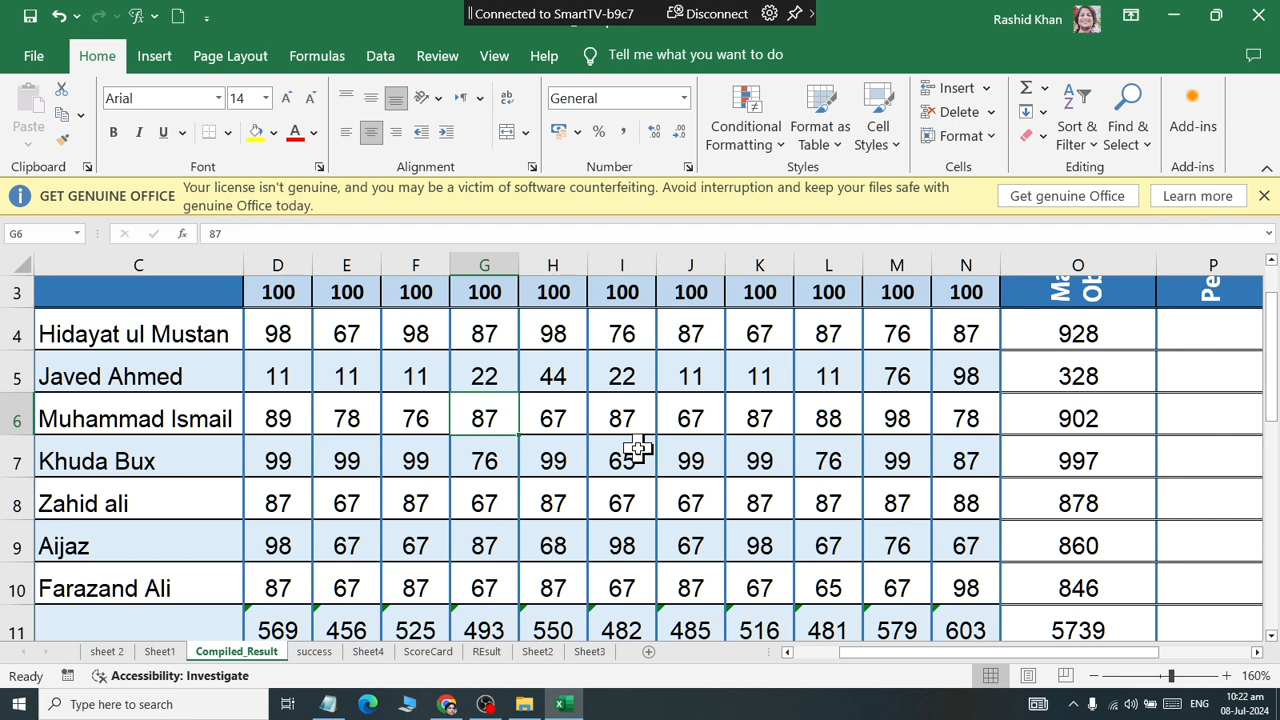 Connected to SmartTV-b9c7 Disconnect
Rashid Khan
File Home Insert Page Layout Formulas Data Review View Help Tell me what you want to do
Paste
Clipboard
Arial 14
B I U A
Font
ab
Alignment
General
% ,
Number
Conditional Formatting
Format as Table
Cell Styles
Styles
Insert
Delete
Format
Cells
Sort & Filter
Find & Select
Editing
Add-ins
Add-ins
GET GENUINE OFFICE Your license isn't genuine, and you may be a victim of software counterfeiting. Avoid interruption and keep your files safe with
genuine Office today.
Get genuine Office Learn more
G6 fx 87
C D E F G H I J K L M N O P
3 100 100 100 100 100 100 100 100 100 100 100 Ma Ob Pe
4 Hidayat ul Mustan 98 67 98 87 98 76 87 67 87 76 87 928
5 Javed Ahmed 11 11 11 22 44 22 11 11 11 76 98 328
6 Muhammad Ismail 89 78 76 87 67 87 67 87 88 98 78 902
7 Khuda Bux 99 99 99 76 99 65 99 99 76 99 87 997
8 Zahid ali 87 67 87 67 87 67 67 87 87 87 88 878
9 Aijaz 98 67 67 87 68 98 67 98 67 76 67 860
10 Farazand Ali 87 67 87 67 87 67 87 67 65 67 98 846
11 569 456 525 493 550 482 485 516 481 579 603 5739
sheet 2 Sheet1 Compiled_Result success Sheet4 ScoreCard REsult Sheet2 Sheet3
Ready Accessibility: Investigate 160%
Type here to search
ENG
10:22 am
08-Jul-2024